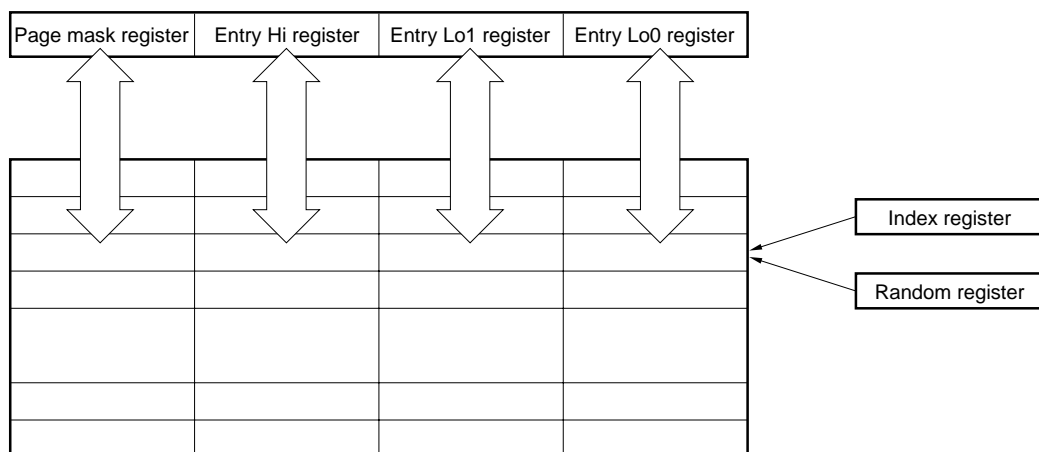 Page mask register
Entry Hi register
Entry Lo1 register
Entry Lo0 register
Index register
Random register